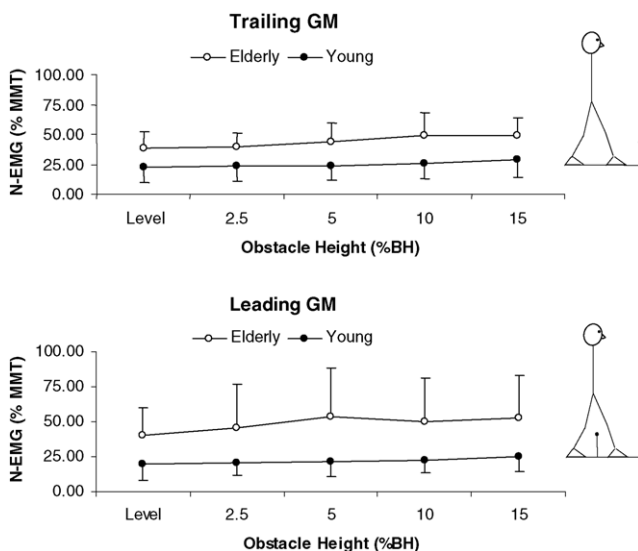 Trailing GM
Elderly Young
N-EMG (% MMT)
100.00
75.00
50.00
25.00
0.00
Level 2.5 5 10 15
Obstacle Height (%BH)
Leading GM
Elderly Young
N-EMG (% MMT)
100.00
75.00
50.00
25.00
0.00
Level 2.5 5 10 15
Obstacle Height (%BH)